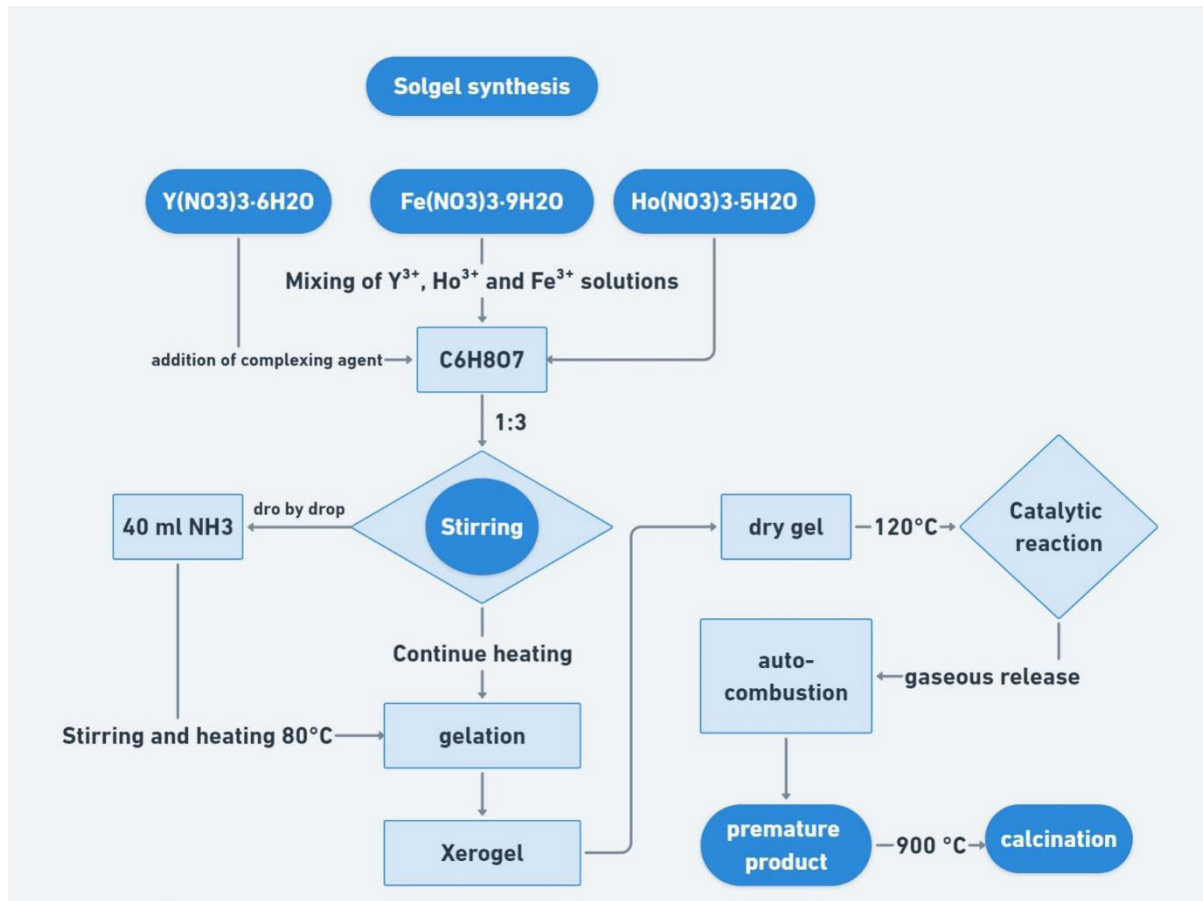 Solgel synthesis
Y(NO3)3·6H2O
Fe(NO3)3·9H2O
Ho(NO3)3·5H2O
Mixing of Y³⁺, Ho³⁺ and Fe³⁺ solutions
addition of complexing agent
C6H8O7
1:3
40 ml NH3
dro by drop
Stirring
Continue heating
Stirring and heating 80°C
gelation
Xerogel
dry gel
120°C
Catalytic
reaction
gaseous release
auto-
combustion
premature
product
900 °C
calcination